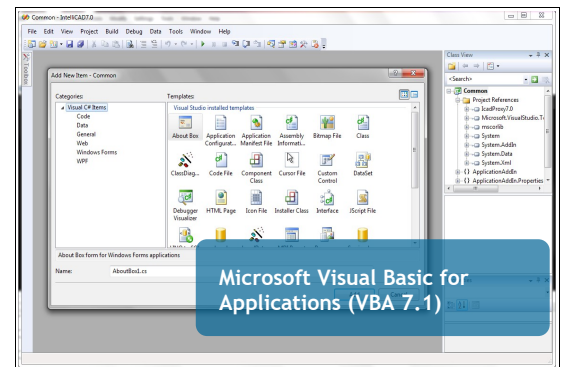 Common - IntelliCAD7.0
File Edit View Project Build Debug Data Tools Window Help
Toolbox
Class View
<Search>
Common
Project References
IcadProxy7.0
Microsoft.VisualStudio.To
mscorlib
System
System.AddIn
System.Data
System.Xml
{} ApplicationAddIn
{} ApplicationAddIn.Properties
Add New Item - Common
Categories:
Visual C# Items
Code
Data
General
Web
Windows Forms
WPF
Templates:
Visual Studio installed templates
About Box Application Configurat... Application Manifest File Assembly Informati... Bitmap File Class
ClassDiag... Code File Component Class Cursor File Custom Control DataSet
Debugger Visualizer HTML Page Icon File Installer Class Interface JScript File
About Box form for Windows Forms applications
Name: AboutBox1.cs
Cancel
Microsoft Visual Basic for
Applications (VBA 7.1)